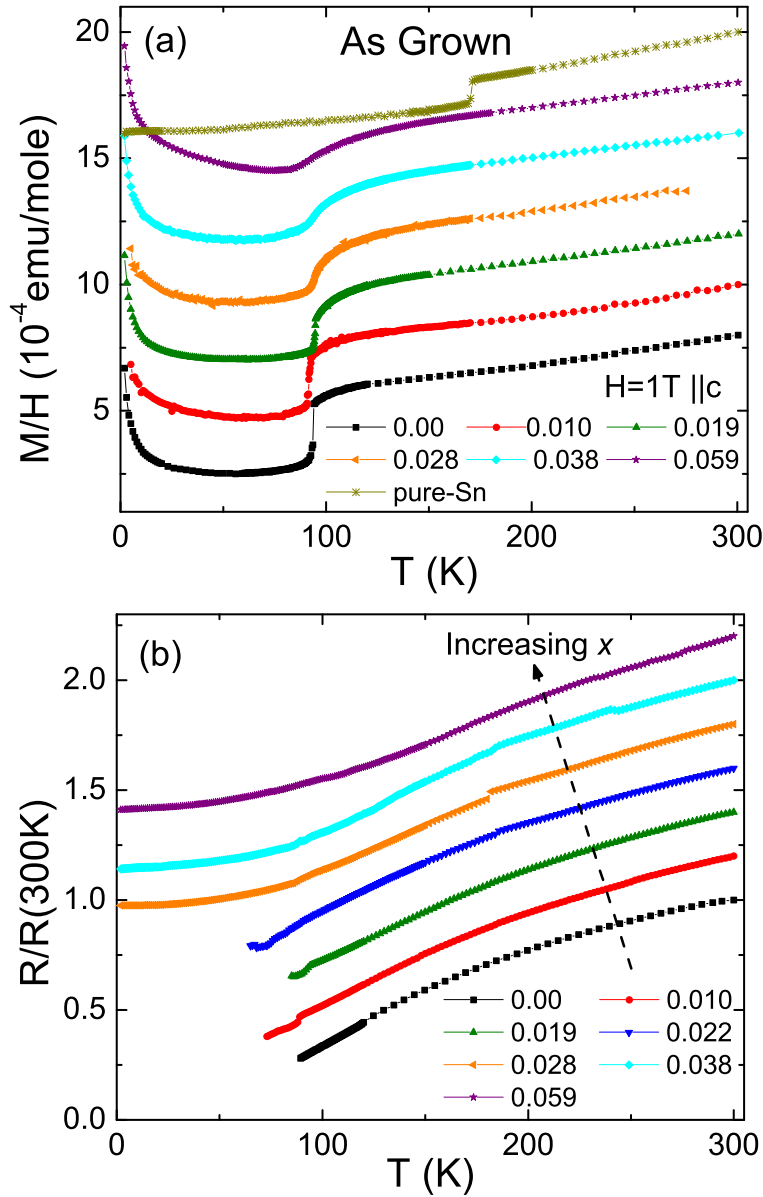 (a) As Grown
20
15
10
5
M/H (10⁻⁴emu/mole)
H=1T ||c
0.00 0.010 0.019
0.028 0.038 0.059
pure-Sn
0 100 200 300
T (K)
(b)
Increasing x
2.0
1.5
1.0
0.5
0.0
R/R(300K)
0.00 0.010
0.019 0.022
0.028 0.038
0.059
0 100 200 300
T (K)